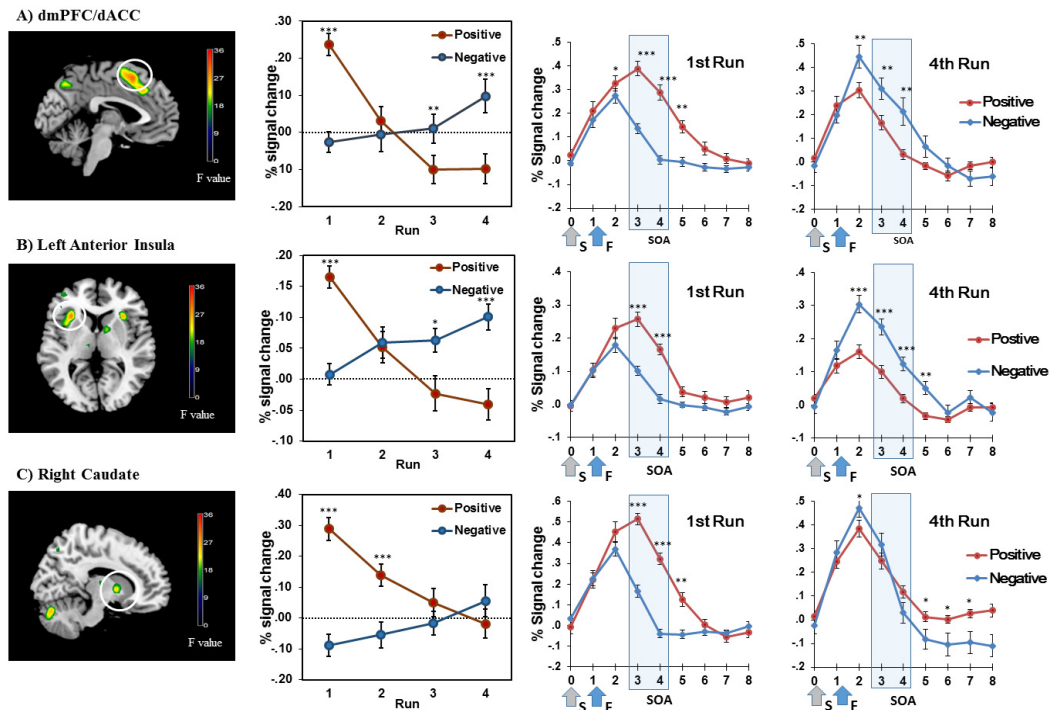 A) dmPFC/dACC
36
27
18
9
0
F value
% signal change
.30
.20
.10
.00
.10
-.20
***
**
***
Positive
Negative
1 2 3 4
Run
% Signal change
.5
.4
.3
.2
.1
.0
-.1
-.2
* *** *** **
1st Run
0 1 2 3 4 5 6 7 8
S F SOA
% Signal change
.5
.4
.3
.2
.1
.0
-.1
-.2
** ** **
4th Run
Positive
Negative
0 1 2 3 4 5 6 7 8
S F SOA
B) Left Anterior Insula
36
27
18
9
0
F value
% signal change
.20
.15
.10
.05
.00
-.05
-.10
*** * ***
Positive
Negative
1 2 3 4
Run
% Signal change
.4
.3
.2
.1
.0
-.1
*** ***
1st Run
0 1 2 3 4 5 6 7 8
S F SOA
% Signal change
.4
.3
.2
.1
.0
-.1
*** *** *** **
4th Run
Postive
Negative
0 1 2 3 4 5 6 7 8
S F SOA
C) Right Caudate
36
27
18
9
0
F value
% signal change
.40
.30
.20
.10
.00
-.10
-.20
*** ***
Positive
Negative
1 2 3 4
Run
% Signal change
.6
.5
.4
.3
.2
.1
.0
-.1
-.2
*** *** **
1st Run
0 1 2 3 4 5 6 7 8
S F SOA
% Signal change
.6
.5
.4
.3
.2
.1
.0
-.1
-.2
* * * *
4th Run
Positive
Negative
0 1 2 3 4 5 6 7 8
S F SOA